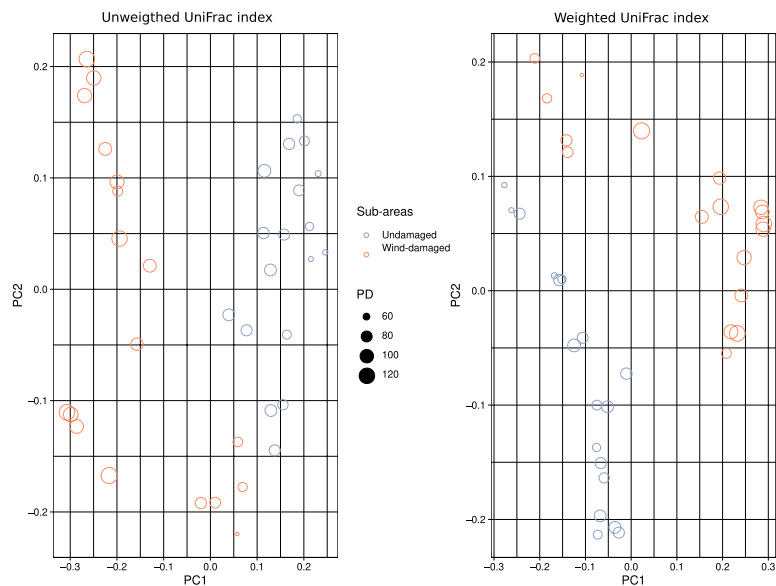 Unweigthed UniFrac index
Weighted UniFrac index
0.2
0.1
0.0
−0.1
−0.2
PC2
−0.3
−0.2
−0.1
0.0
0.1
0.2
PC1
Sub-areas
Undamaged
Wind-damaged
PD
60
80
100
120
0.2
0.1
0.0
−0.1
−0.2
PC2
−0.3
−0.2
−0.1
0.0
0.1
0.2
0.3
PC1